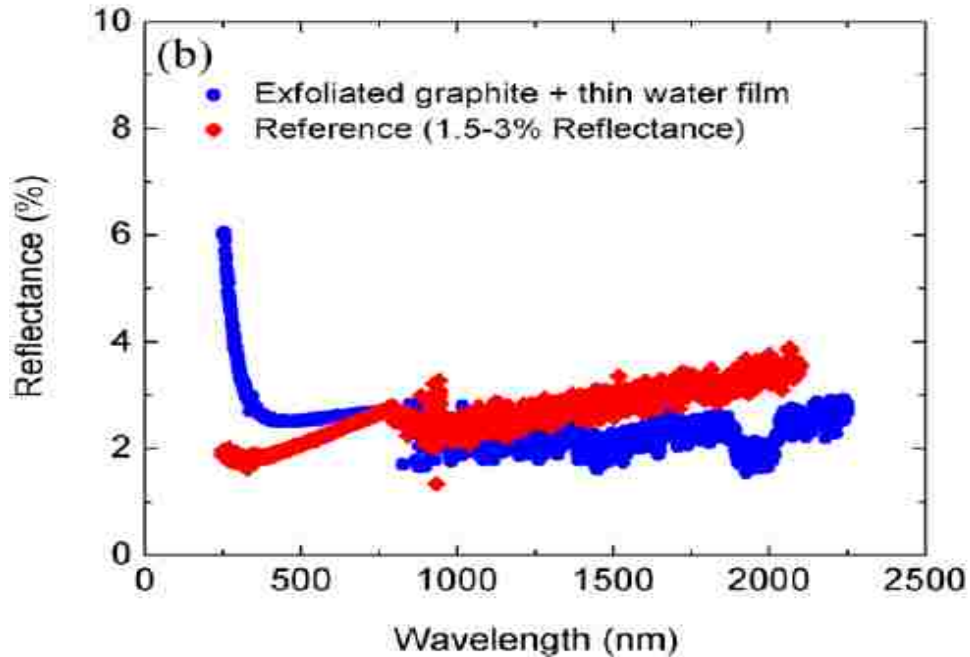 (b)
Exfoliated graphite + thin water film
Reference (1.5-3% Reflectance)
Reflectance (%)
10
8
6
4
2
0
0 500 1000 1500 2000 2500
Wavelength (nm)